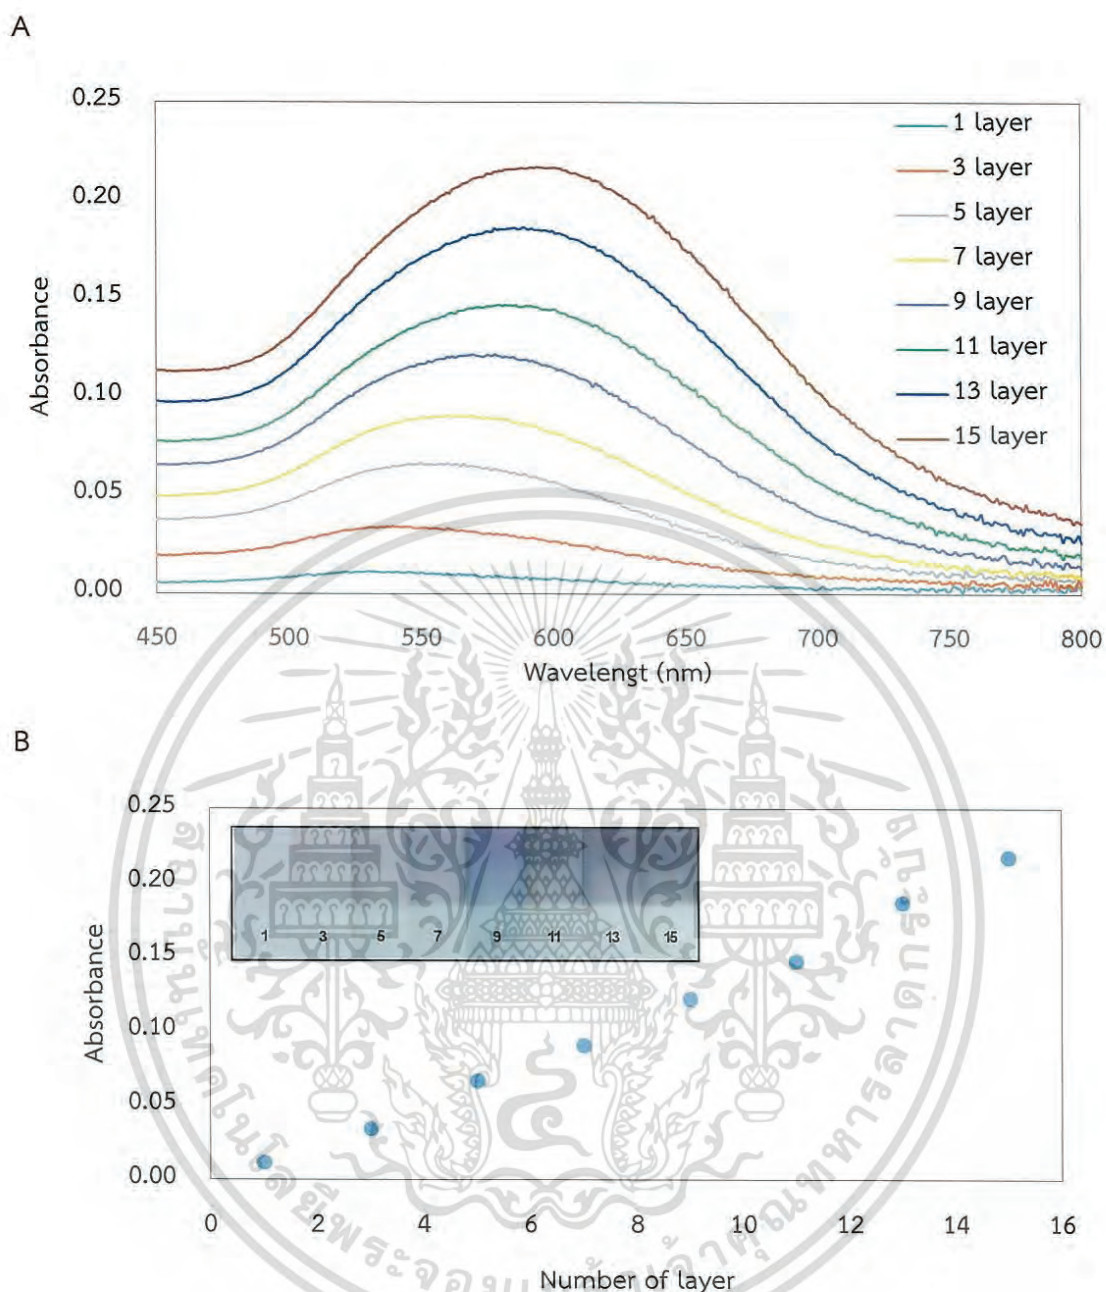 A
0.25
0.20
0.15
0.10
0.05
0.00
Absorbance
1 layer
3 layer
5 layer
7 layer
9 layer
11 layer
13 layer
15 layer
450 500 550 600 650 700 750 800
Wavelengt (nm)
B
0.25
0.20
0.15
0.10
0.05
0.00
Absorbance
1 3 5 7 9 11 13 15
0 2 4 6 8 10 12 14 16
Number of layer